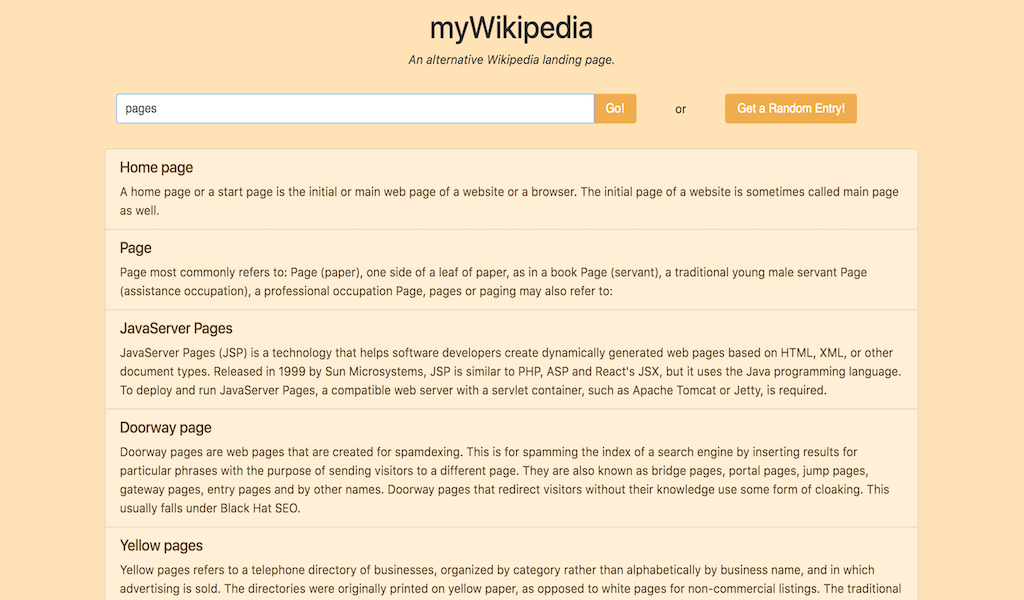 myWikipedia
An alternative Wikipedia landing page.
pages Go! or Get a Random Entry!
Home page
A home page or a start page is the initial or main web page of a website or a browser. The initial page of a website is sometimes called main page
as well.
Page
Page most commonly refers to: Page (paper), one side of a leaf of paper, as in a book Page (servant), a traditional young male servant Page
(assistance occupation), a professional occupation Page, pages or paging may also refer to:
JavaServer Pages
JavaServer Pages (JSP) is a technology that helps software developers create dynamically generated web pages based on HTML, XML, or other
document types. Released in 1999 by Sun Microsystems, JSP is similar to PHP, ASP and React's JSX, but it uses the Java programming language.
To deploy and run JavaServer Pages, a compatible web server with a servlet container, such as Apache Tomcat or Jetty, is required.
Doorway page
Doorway pages are web pages that are created for spamdexing. This is for spamming the index of a search engine by inserting results for
particular phrases with the purpose of sending visitors to a different page. They are also known as bridge pages, portal pages, jump pages,
gateway pages, entry pages and by other names. Doorway pages that redirect visitors without their knowledge use some form of cloaking. This
usually falls under Black Hat SEO.
Yellow pages
Yellow pages refers to a telephone directory of businesses, organized by category rather than alphabetically by business name, and in which
advertising is sold. The directories were originally printed on yellow paper, as opposed to white pages for non-commercial listings. The traditional